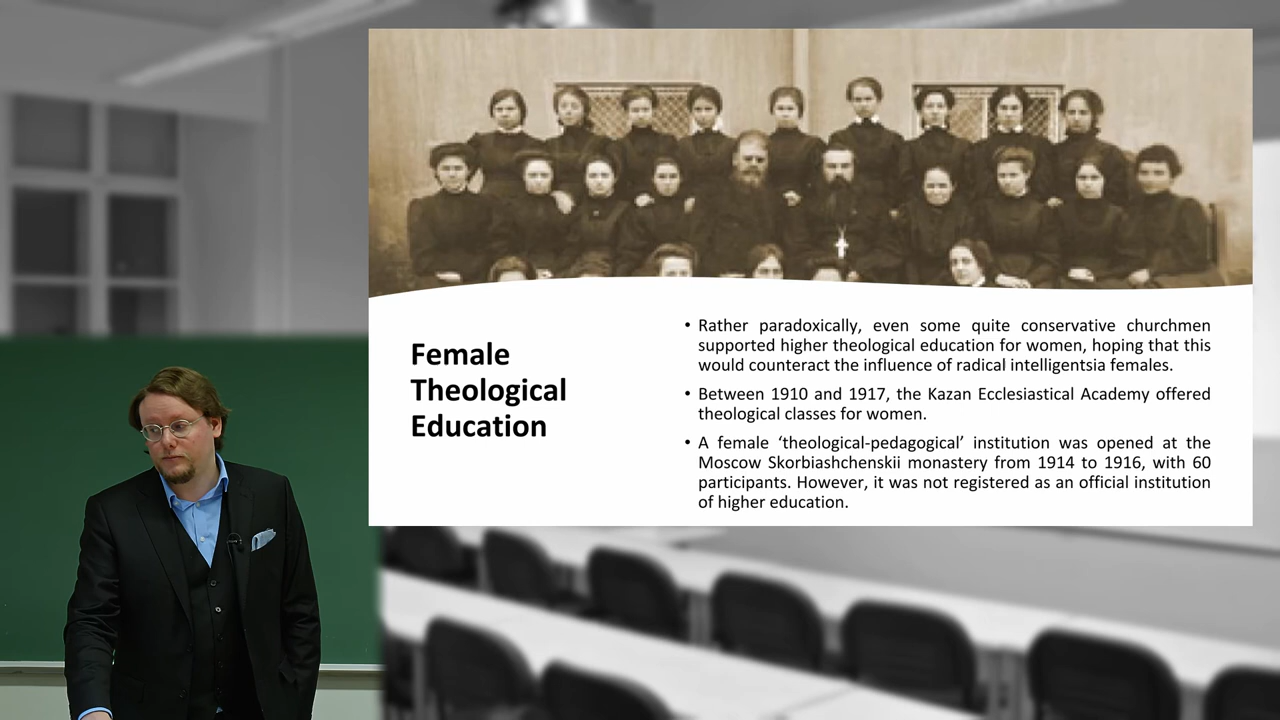 Female
Theological
Education
• Rather paradoxically, even some quite conservative churchmen
supported higher theological education for women, hoping that this
would counteract the influence of radical intelligentsia females.
• Between 1910 and 1917, the Kazan Ecclesiastical Academy offered
theological classes for women.
• A female ‘theological-pedagogical’ institution was opened at the
Moscow Skorbiashchenskii monastery from 1914 to 1916, with 60
participants. However, it was not registered as an official institution
of higher education.